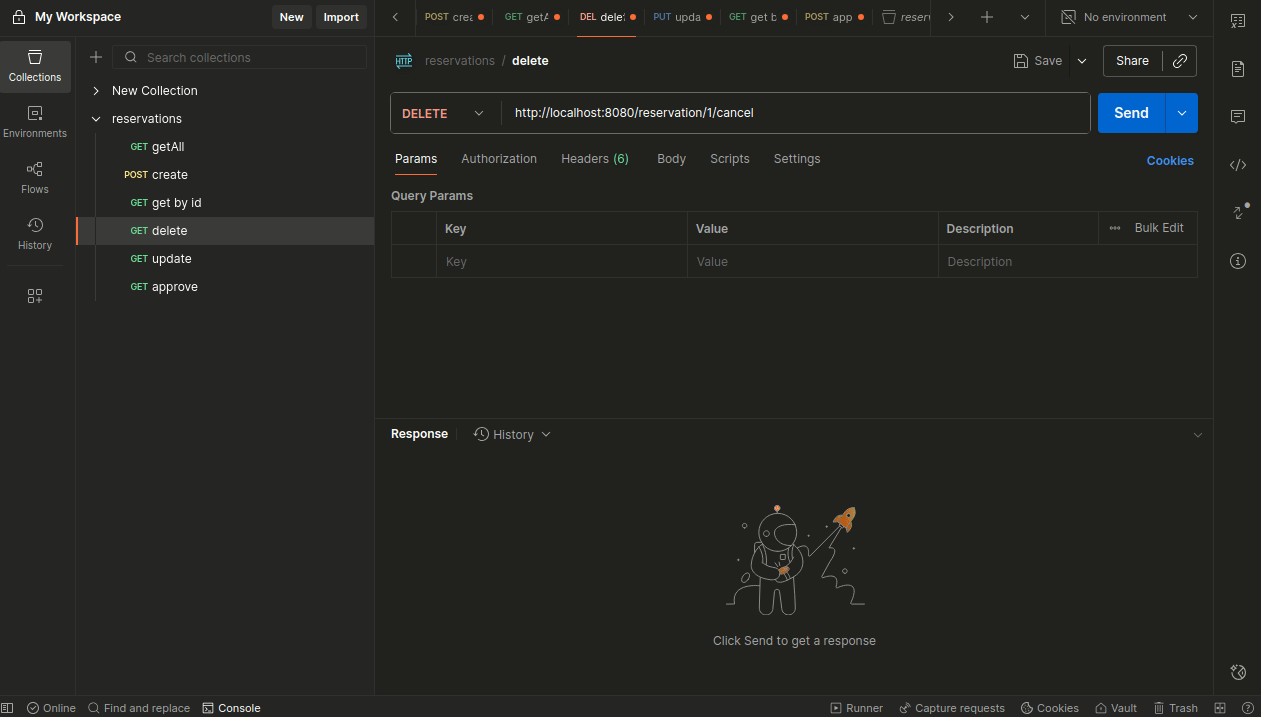 My Workspace
New
Import
POST crea
GET getA
DEL dele
PUT upda
GET get b
POST app
reserv
No environment
Collections
Environments
Flows
History
Search collections
New Collection
reservations
GET getAll
POST create
GET get by id
GET delete
GET update
GET approve
HTTP reservations / delete
Save
Share
DELETE
http://localhost:8080/reservation/1/cancel
Send
Params
Authorization
Headers (6)
Body
Scripts
Settings
Cookies
Query Params
Key
Value
Description
Bulk Edit
Key
Value
Description
Response
History
Click Send to get a response
Online
Find and replace
Console
Runner
Capture requests
Cookies
Vault
Trash